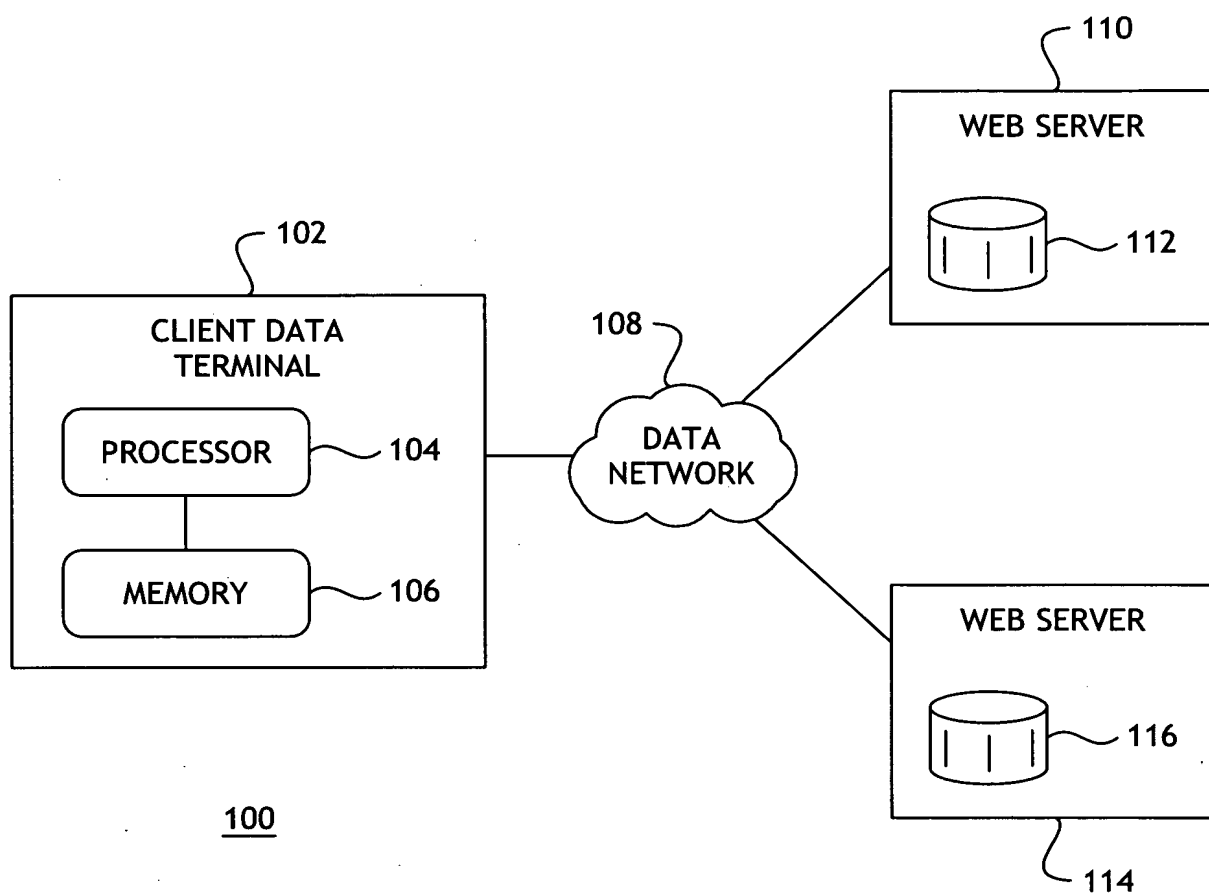 110
WEB SERVER
112
102
CLIENT DATA
TERMINAL
PROCESSOR
104
MEMORY
106
108
DATA
NETWORK
WEB SERVER
116
114
100